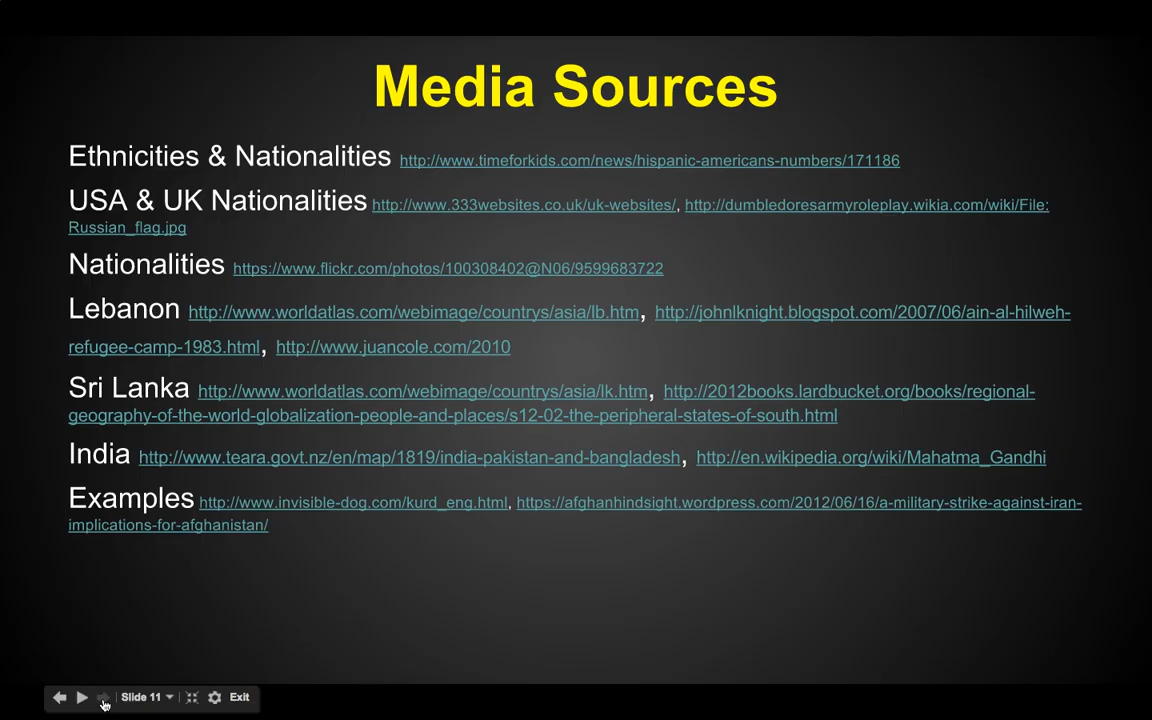 Media Sources
Ethnicities & Nationalities http://www.timeforkids.com/news/hispanic-americans-numbers/171186
USA & UK Nationalities http://www.333websites.co.uk/uk-websites/, http://dumbledoresarmyroleplay.wikia.com/wiki/File:
Russian_flag.jpg
Nationalities https://www.flickr.com/photos/100308402@N06/9599683722
Lebanon http://www.worldatlas.com/webimage/countrys/asia/lb.htm, http://johnlknight.blogspot.com/2007/06/ain-al-hilweh-
refugee-camp-1983.html, http://www.juancole.com/2010
Sri Lanka http://www.worldatlas.com/webimage/countrys/asia/lk.htm, http://2012books.lardbucket.org/books/regional-
geography-of-the-world-globalization-people-and-places/s12-02-the-peripheral-states-of-south.html
India http://www.teara.govt.nz/en/map/1819/india-pakistan-and-bangladesh, http://en.wikipedia.org/wiki/Mahatma_Gandhi
Examples http://www.invisible-dog.com/kurd_eng.html, https://afghanhindsight.wordpress.com/2012/06/16/a-military-strike-against-iran-
implications-for-afghanistan/
Slide 11 Exit